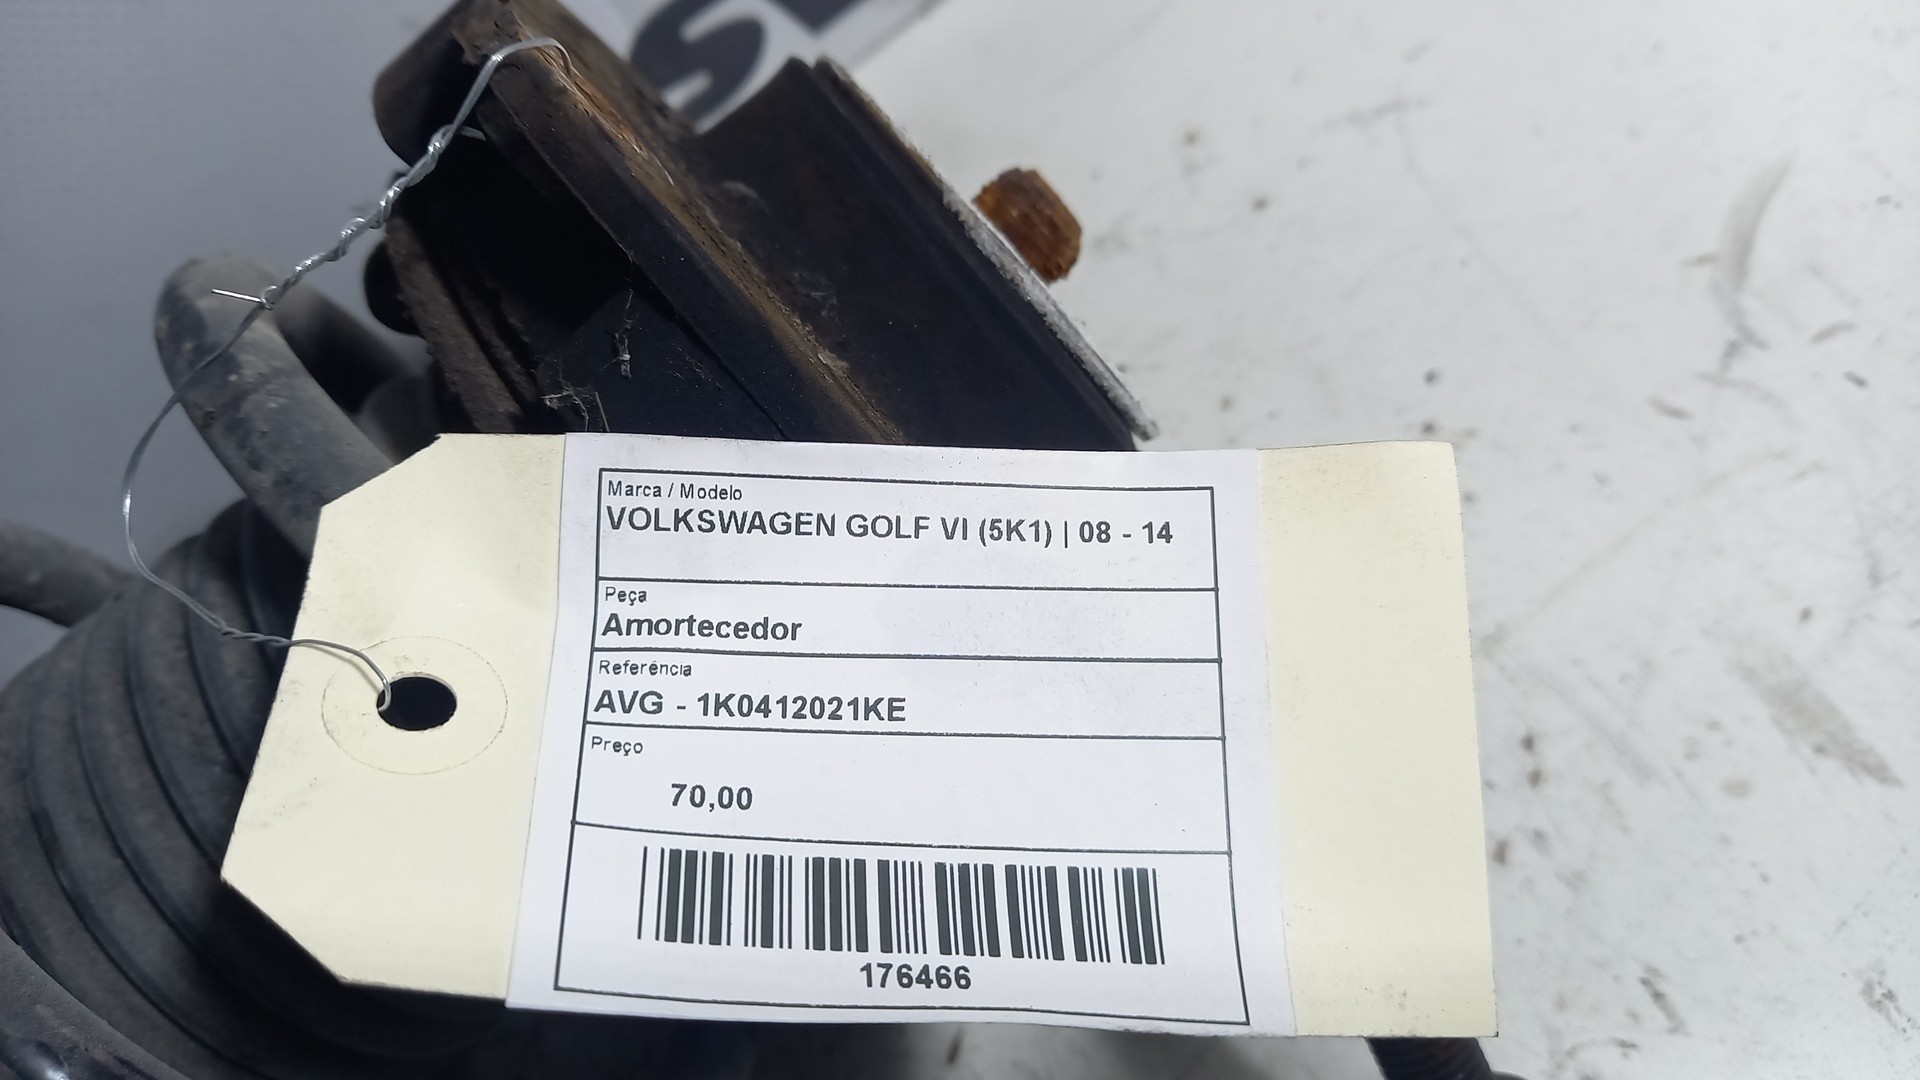 Marca / Modelo
VOLKSWAGEN GOLF VI (5K1) | 08 - 14
Peça
Amortecedor
Referência
AVG - 1K0412021KE
Preço
70,00
176466